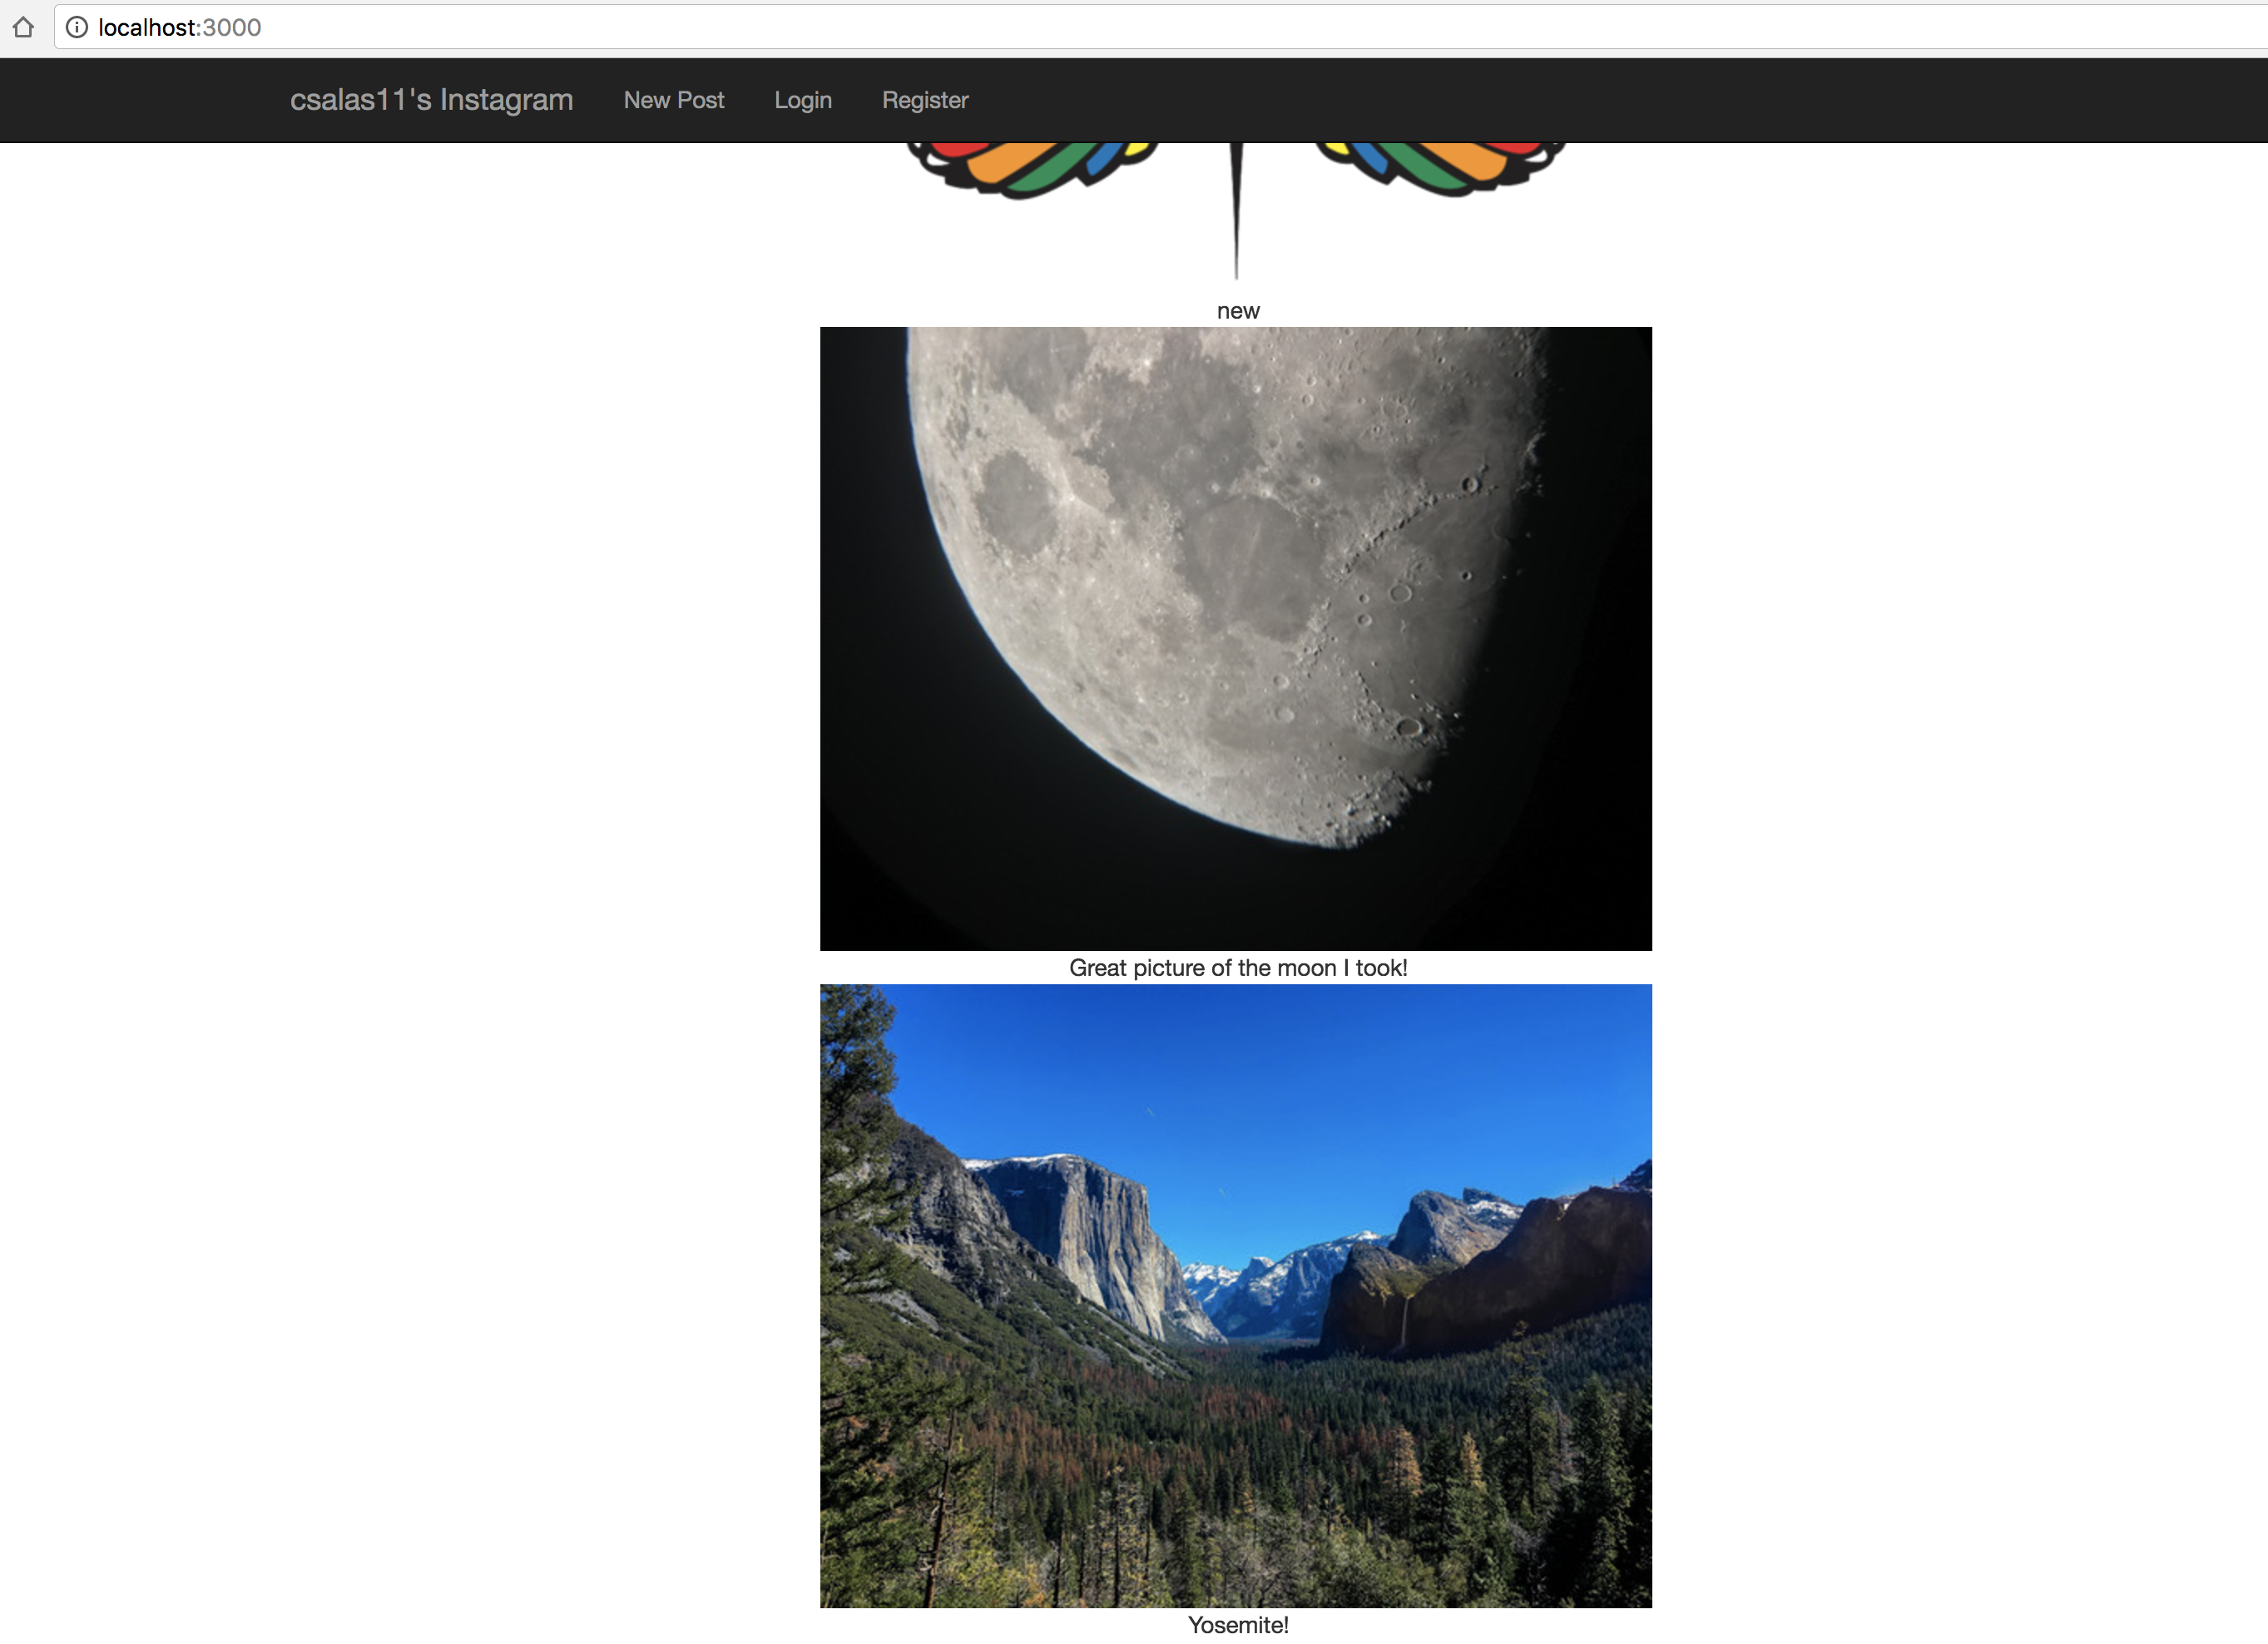 localhost:3000
csalas11's Instagram New Post Login Register
new
Great picture of the moon I took!
Yosemite!